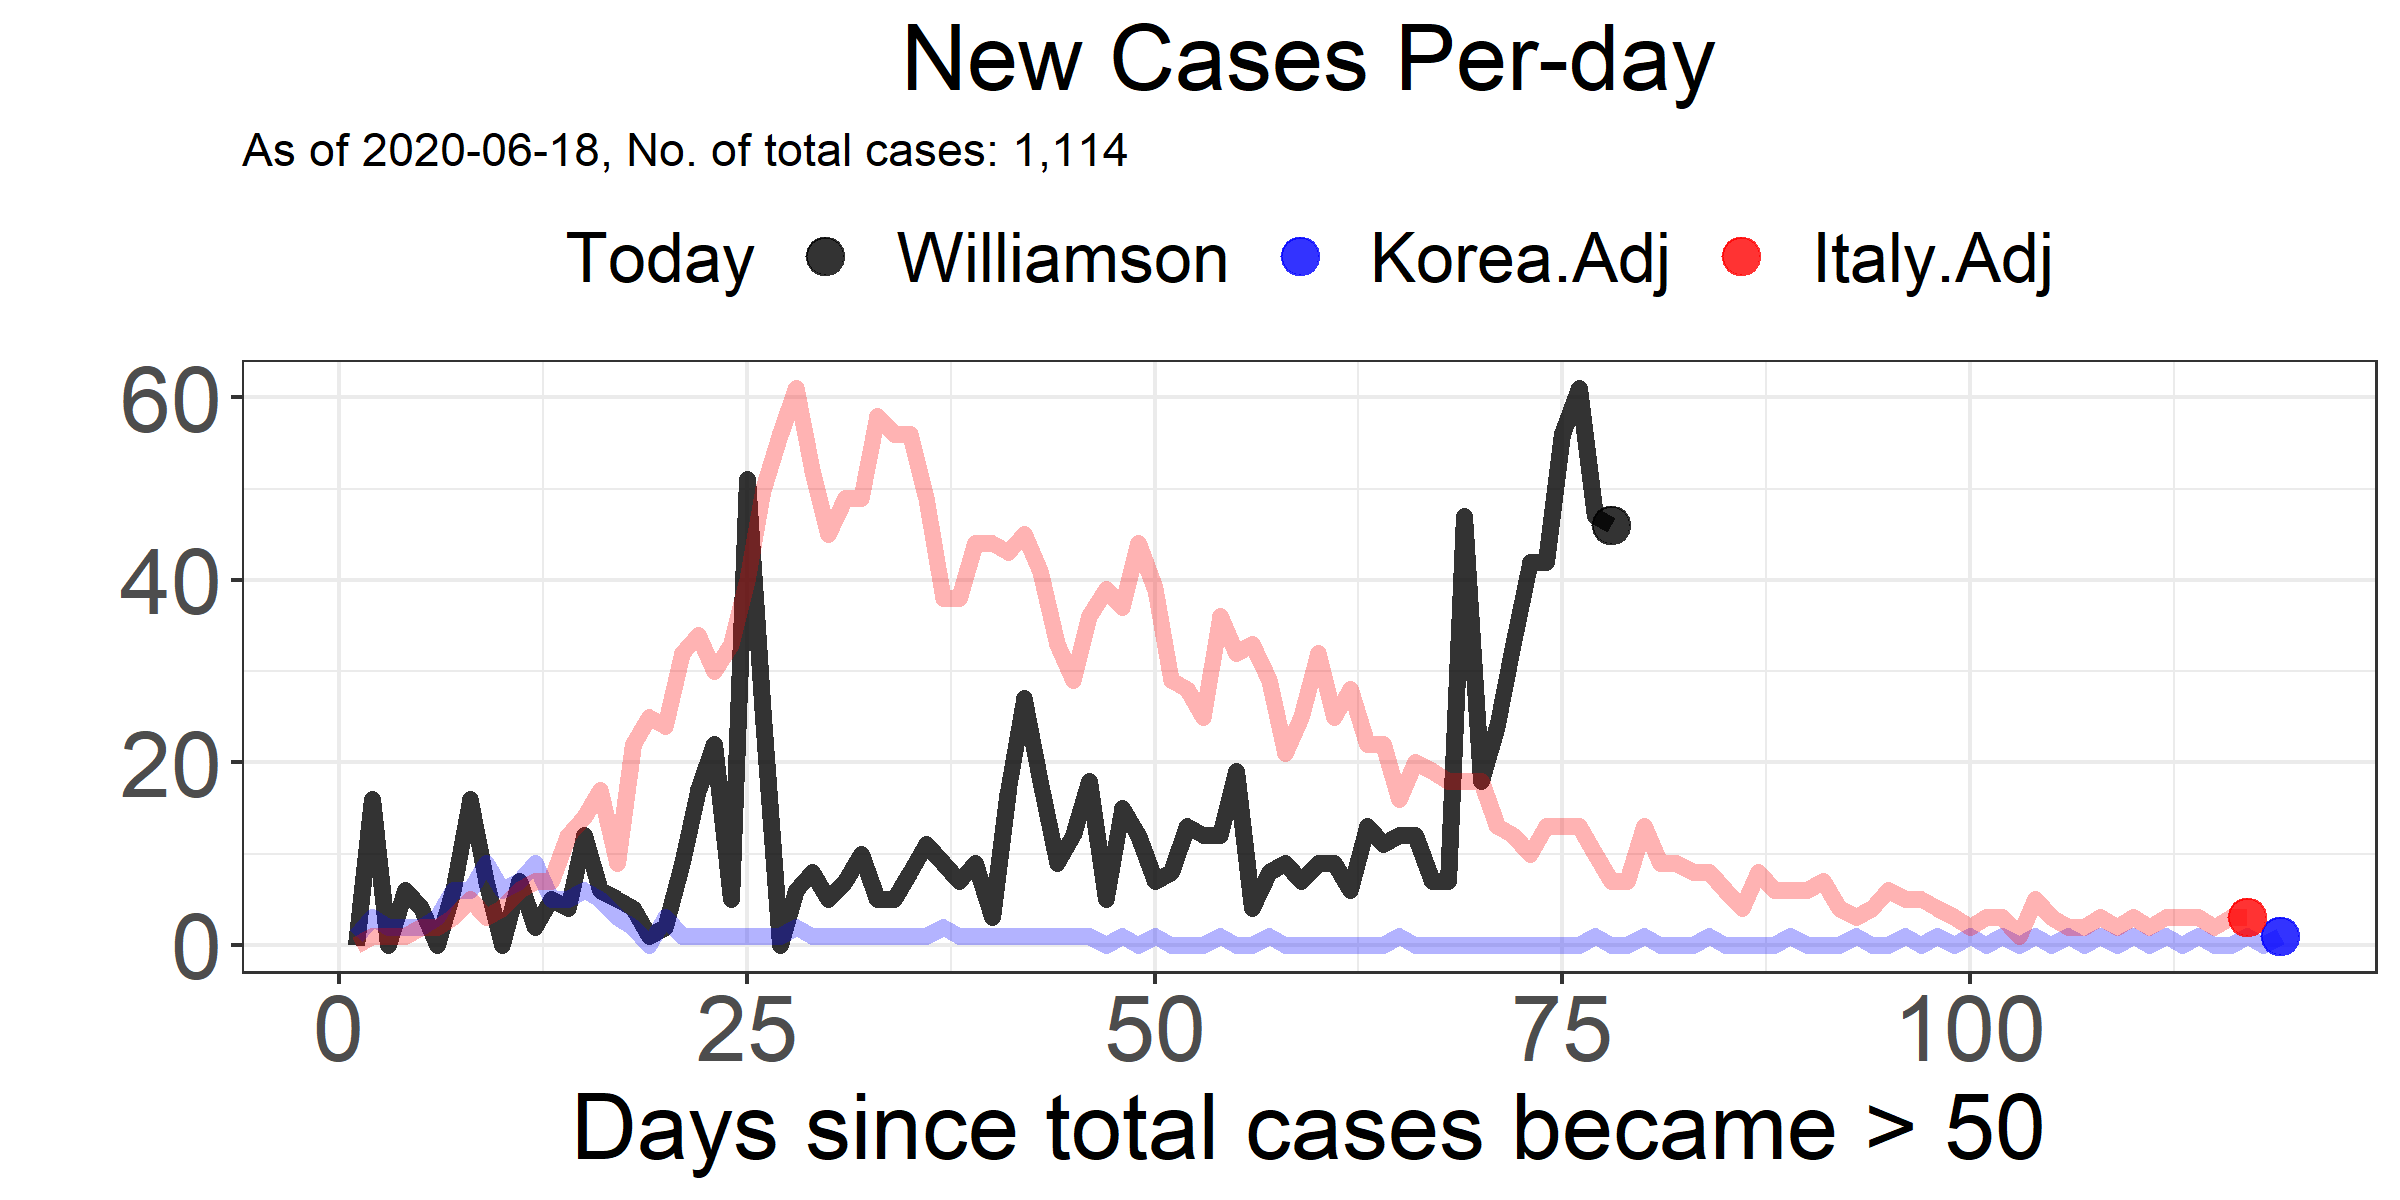 New Cases Per-day
As of 2020-06-18, No. of total cases: 1,114
Today Williamson Korea.Adj Italy.Adj
60
40
20
0
0 25 50 75 100
Days since total cases became > 50